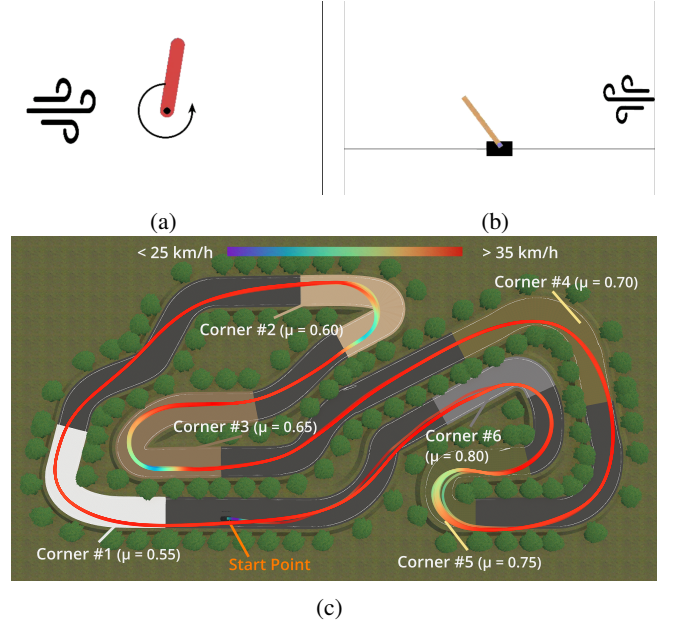 (a)
(b)
< 25 km/h
> 35 km/h
Corner #4 (μ = 0.70)
Corner #2 (μ = 0.60)
Corner #3 (μ = 0.65)
Corner #6
(μ = 0.80)
Corner #1 (μ = 0.55)
Start Point
Corner #5 (μ = 0.75)
(c)